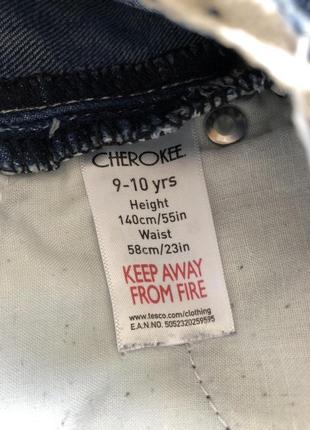 CHEROKEE.
9-10 yrs
Height
140cm/55in
Waist
58cm/23in
KEEP AWAY
FROM FIRE
www.tesco.com/clothing
E.A.N.NO. 5052320259595